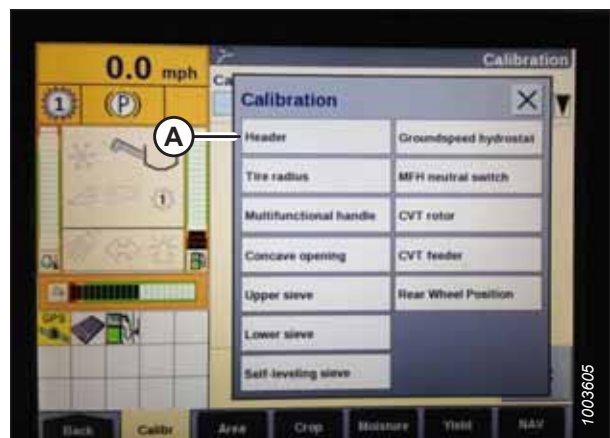 0.0 mph
Calibration
Ca
1
(P)
Calibration
A
Header
Groundspeed hydrostat
Tire radius
MFH neutral switch
1
Multifunctional handle
CVT rotor
Concave opening
CVT feeder
Upper sieve
Rear Wheel Position
GPS
Lower sieve
Self-leveling sieve
Back
Calibr
Area
Crop
Moisture
Yield
NAV
1003605